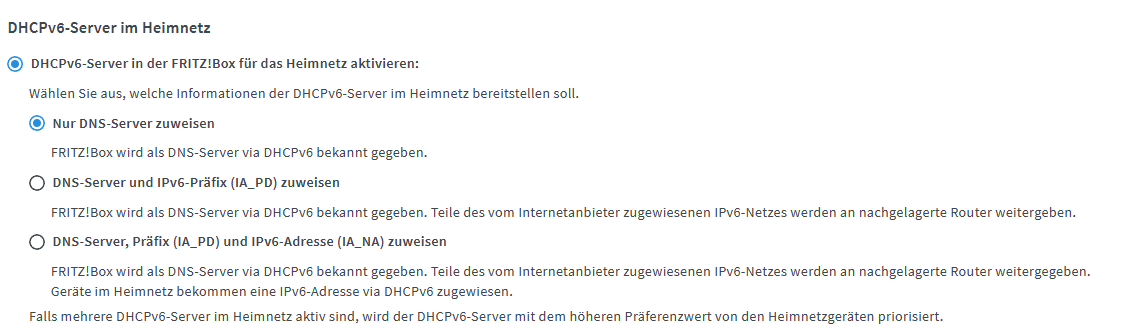 DHCPv6-Server im Heimnetz
DHCPv6-Server in der FRITZ!Box für das Heimnetz aktivieren:
Wählen Sie aus, welche Informationen der DHCPv6-Server im Heimnetz bereitstellen soll.
Nur DNS-Server zuweisen
FRITZ!Box wird als DNS-Server via DHCPv6 bekannt gegeben.
DNS-Server und IPv6-Präfix (IA_PD) zuweisen
FRITZ!Box wird als DNS-Server via DHCPv6 bekannt gegeben. Teile des vom Internetanbieter zugewiesenen IPv6-Netzes werden an nachgelagerte Router weitergeben.
DNS-Server, Präfix (IA_PD) und IPv6-Adresse (IA_NA) zuweisen
FRITZ!Box wird als DNS-Server via DHCPv6 bekannt gegeben. Teile des vom Internetanbieter zugewiesenen IPv6-Netzes werden an nachgelagerte Router weitergegeben.
Geräte im Heimnetz bekommen eine IPv6-Adresse via DHCPv6 zugewiesen.
Falls mehrere DHCPv6-Server im Heimnetz aktiv sind, wird der DHCPv6-Server mit dem höheren Präferenzwert von den Heimnetzgeräten priorisiert.